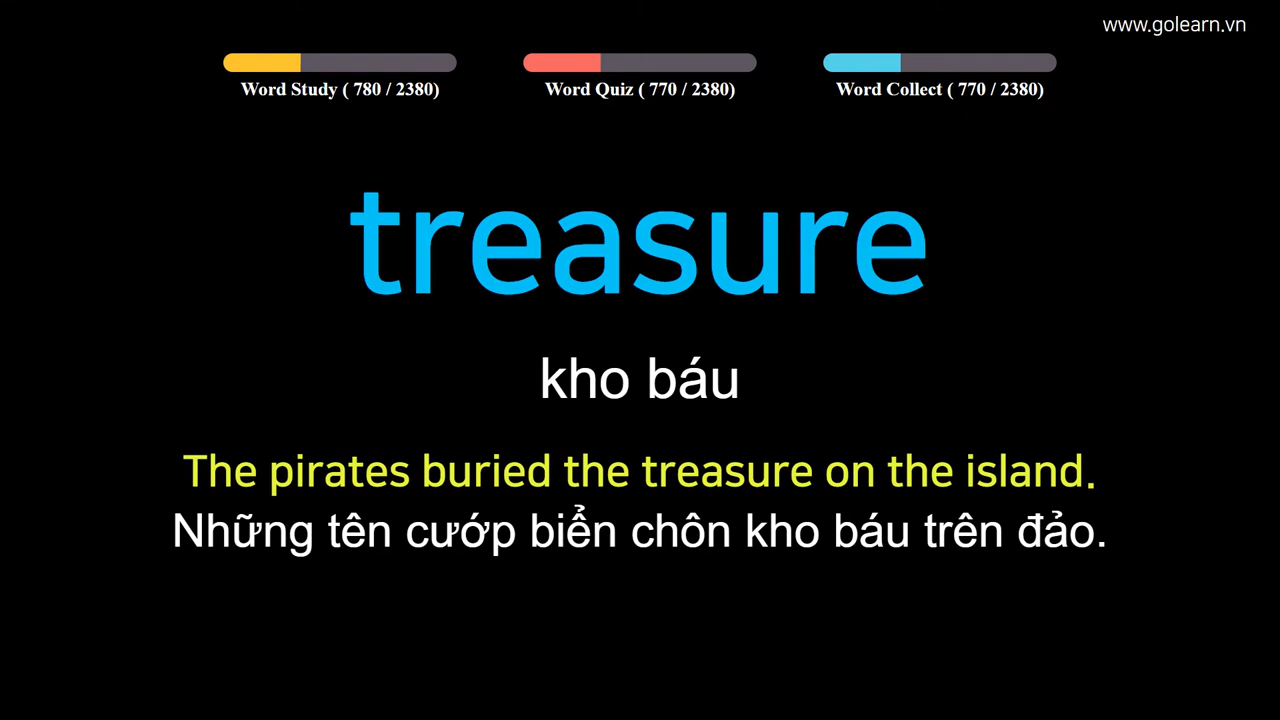 www.golearn.vn
Word Study ( 780 / 2380)
Word Quiz ( 770 / 2380)
Word Collect ( 770 / 2380)
treasure
kho báu
The pirates buried the treasure on the island.
Những tên cướp biển chôn kho báu trên đảo.